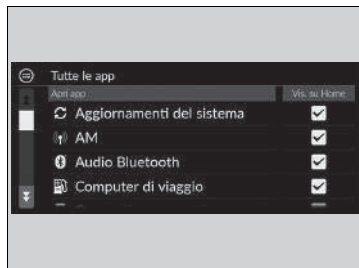 Tutte le app
Apri app Vis. su Home
Aggiornamenti del sistema
AM
Audio Bluetooth
Computer di viaggio